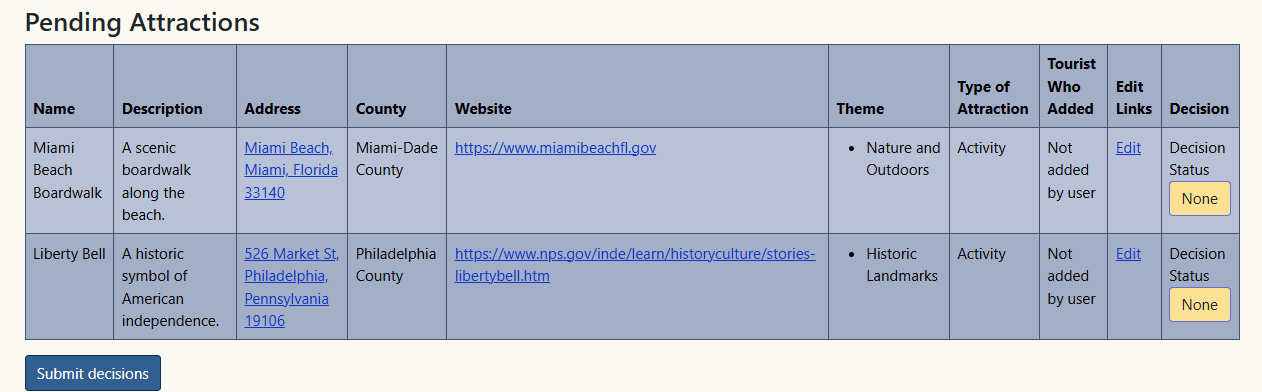 Pending Attractions
Name
Description
Address
County
Website
Theme
Type of
Attraction
Tourist
Who
Added
Edit
Links
Decision
Miami
Beach
Boardwalk
A scenic
boardwalk
along the
beach.
Miami Beach,
Miami, Florida
33140
Miami-Dade
County
https://www.miamibeachfl.gov
• Nature and
Outdoors
Activity
Not
added
by user
Edit
Decision
Status
None
Liberty Bell
A historic
symbol of
American
independence.
526 Market St,
Philadelphia,
Pennsylvania
19106
Philadelphia
County
https://www.nps.gov/inde/learn/historyculture/stories-
libertybell.htm
• Historic
Landmarks
Activity
Not
added
by user
Edit
Decision
Status
None
Submit decisions